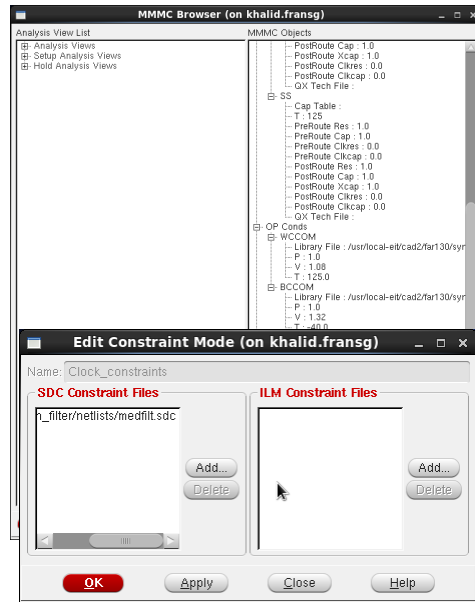 MMMC Browser (on khalid.fransg)
Analysis View List
Analysis Views
Setup Analysis Views
Hold Analysis Views
MMMC Objects
PostRoute Cap : 1.0
PostRoute Xcap : 1.0
PostRoute Clkres : 0.0
PostRoute Clkcap : 0.0
QX Tech File :
SS
Cap Table :
T : 125
PreRoute Res : 1.0
PreRoute Cap : 1.0
PreRoute Clkres : 0.0
PreRoute Clkcap : 0.0
PostRoute Res : 1.0
PostRoute Cap : 1.0
PostRoute Xcap : 1.0
PostRoute Clkres : 0.0
PostRoute Clkcap : 0.0
QX Tech File :
OP Conds
WCCOM
Library File : /usr/local-eit/cad2/far130/syn
P : 1.0
V : 1.08
T : 125.0
BCCOM
Library File : /usr/local-eit/cad2/far130/syn
P : 1.0
V : 1.32
T : -40.0
Edit Constraint Mode (on khalid.fransg)
Name: Clock_constraints
SDC Constraint Files
n_filter/netlists/medfilt.sdc
Add...
Delete
ILM Constraint Files
Add...
Delete
OK
Apply
Close
Help